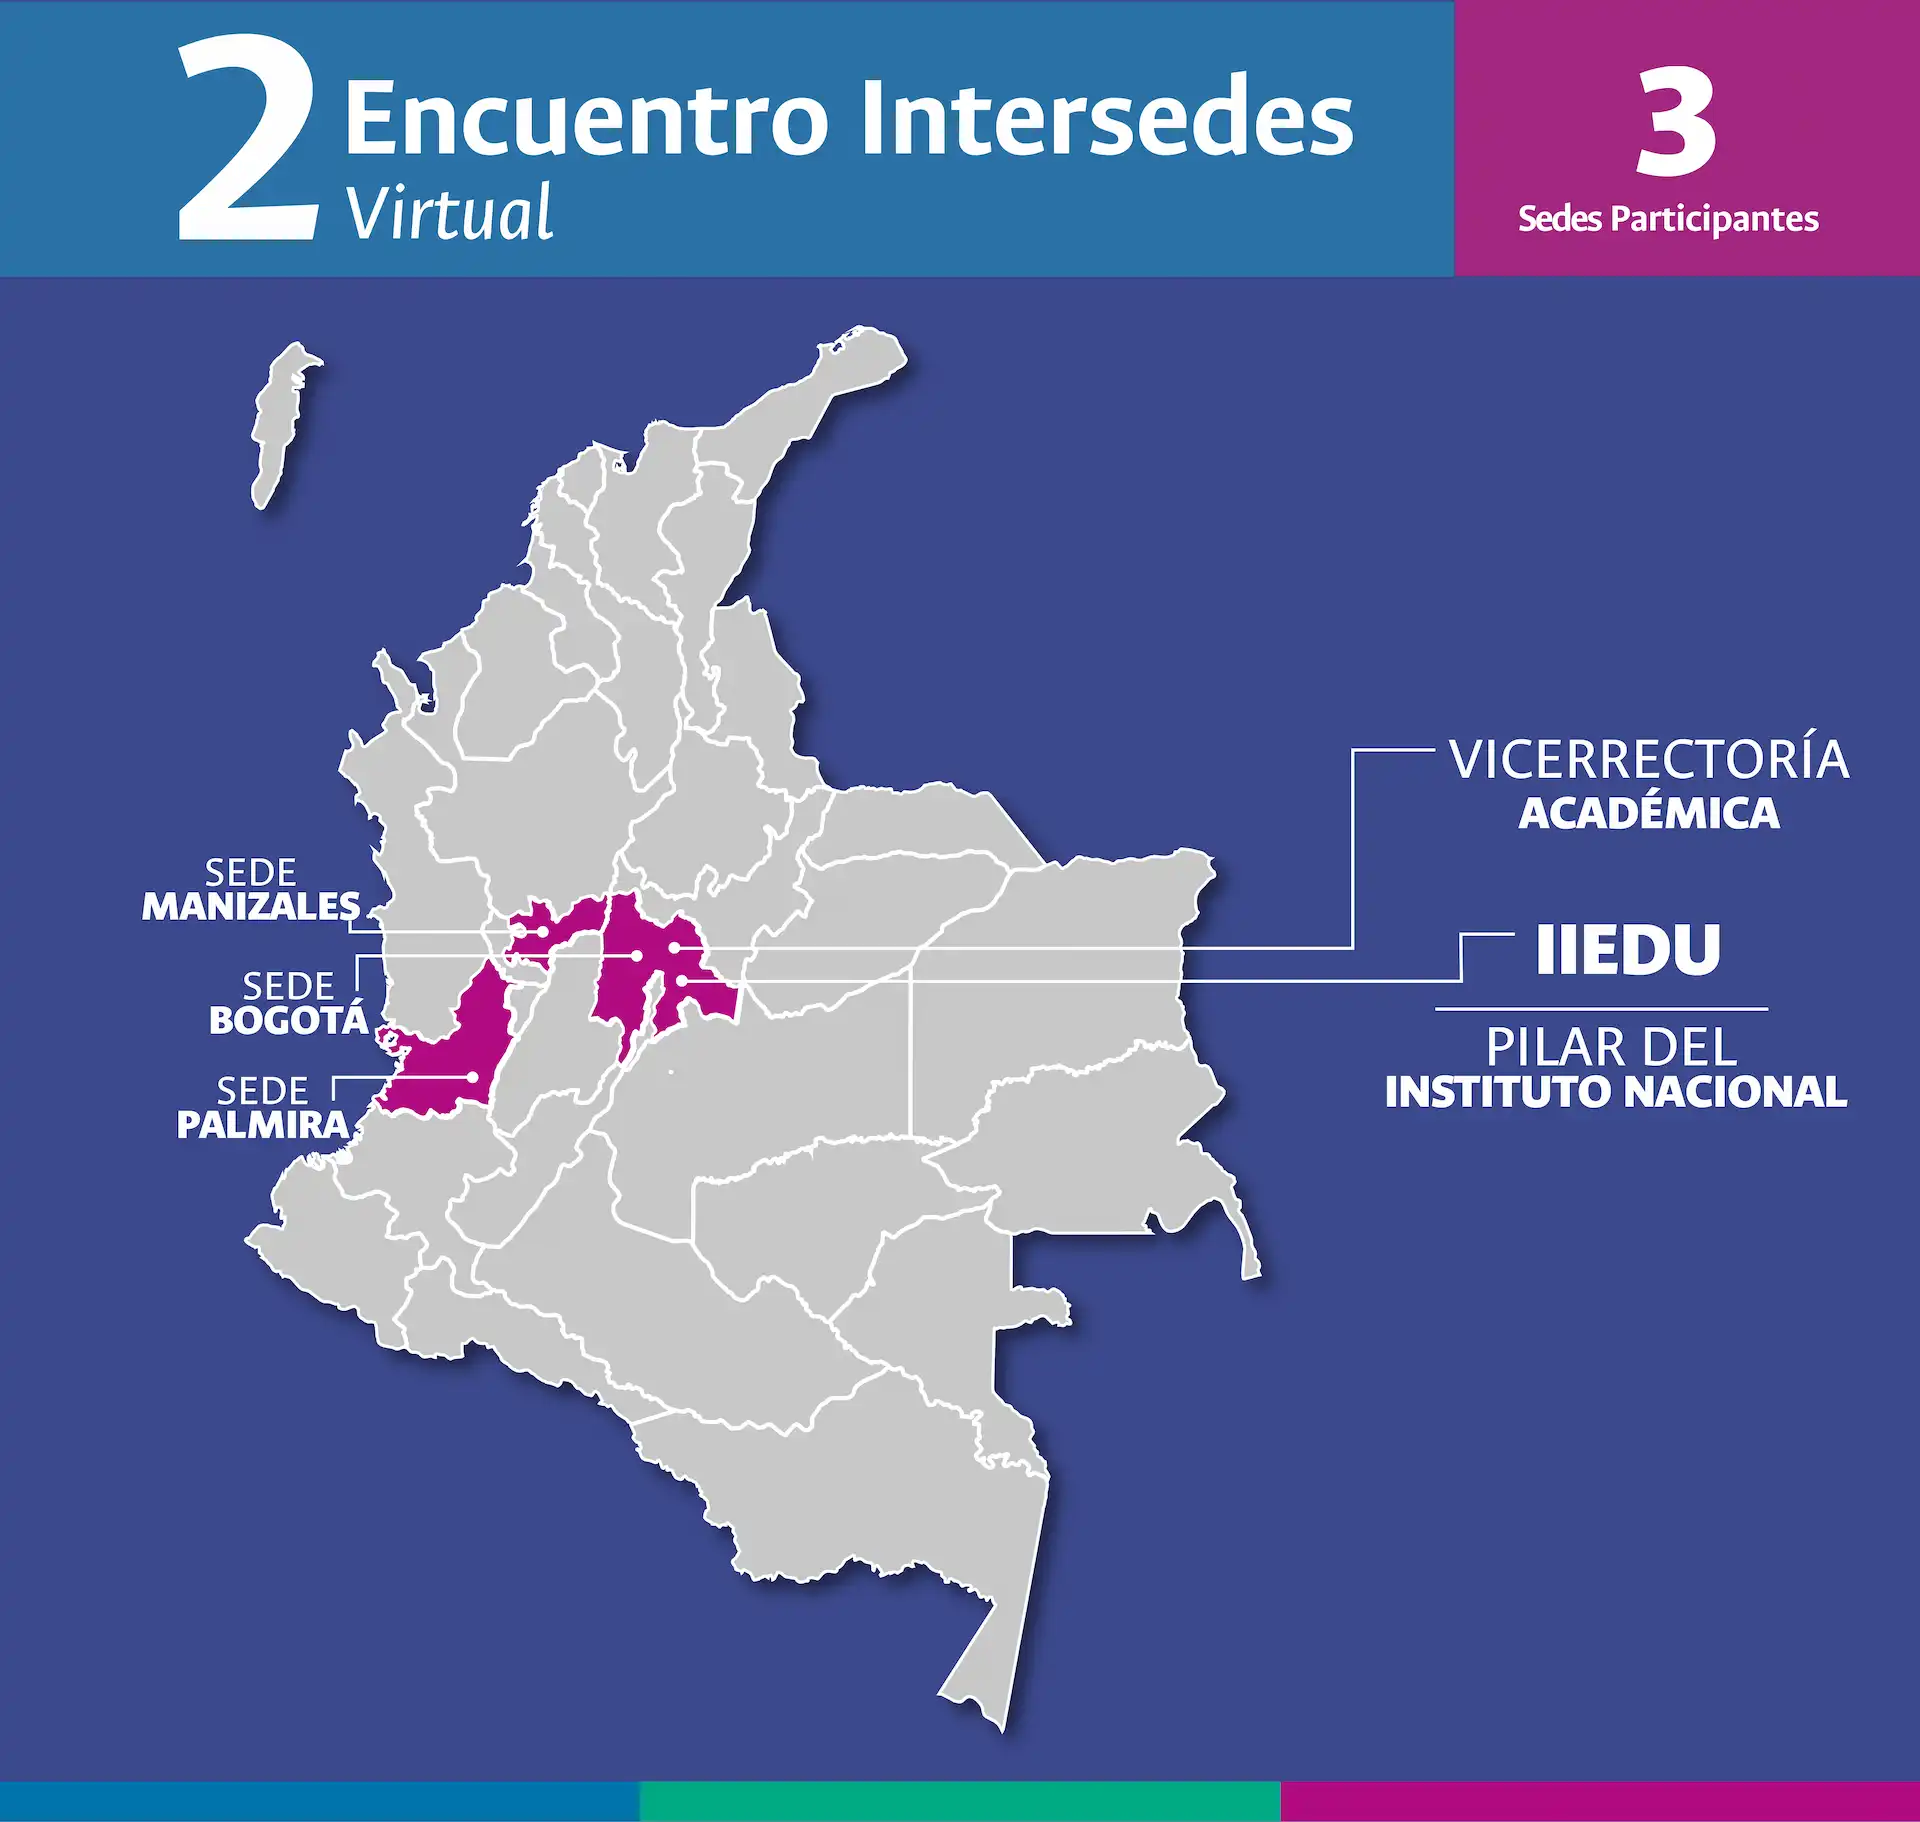 2 Encuentro Intersedes
Virtual
3
Sedes Participantes
SEDE
MANIZALES
SEDE
BOGOTÁ
SEDE
PALMIRA
VICERRECTORÍA
ACADÉMICA
IIEDU
PILAR DEL
INSTITUTO NACIONAL